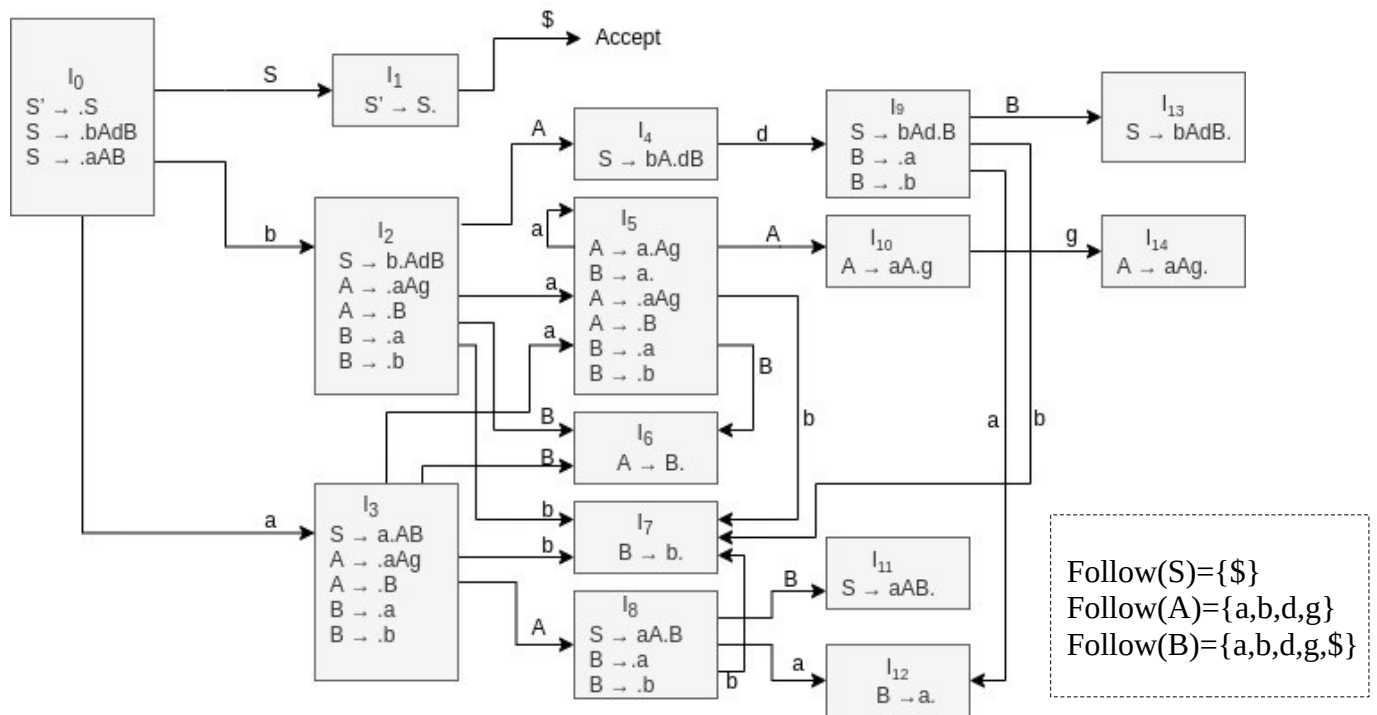 $
Accept
I0
S' → .S
S → .bAdB
S → .aAB
S
I1
S' → S.
b
a
I2
S → b.AdB
A → .aAg
A → .B
B → .a
B → .b
A
a
B
b
I3
S → a.AB
A → .aAg
A → .B
B → .a
B → .b
a
B
b
A
I4
S → bA.dB
d
I5
A → a.Ag
B → a.
A → .aAg
A → .B
B → .a
B → .b
a
A
B
b
I6
A → B.
I7
B → b.
I8
S → aA.B
B →.a
B → .b
B
a
b
I9
S → bAd.B
B → .a
B → .b
B
a
b
I10
A → aA.g
g
I11
S → aAB.
I12
B →a.
I13
S → bAdB.
I14
A → aAg.
Follow(S)={$}
Follow(A)={a,b,d,g}
Follow(B)={a,b,d,g,$}